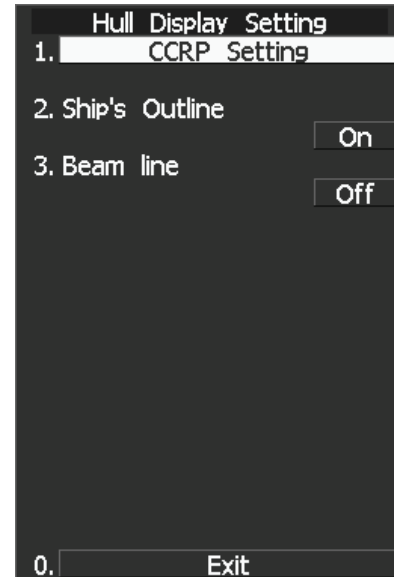 Hull Display Setting
1. CCRP Setting
2. Ship's Outline
On
3. Beam line
Off
0. Exit